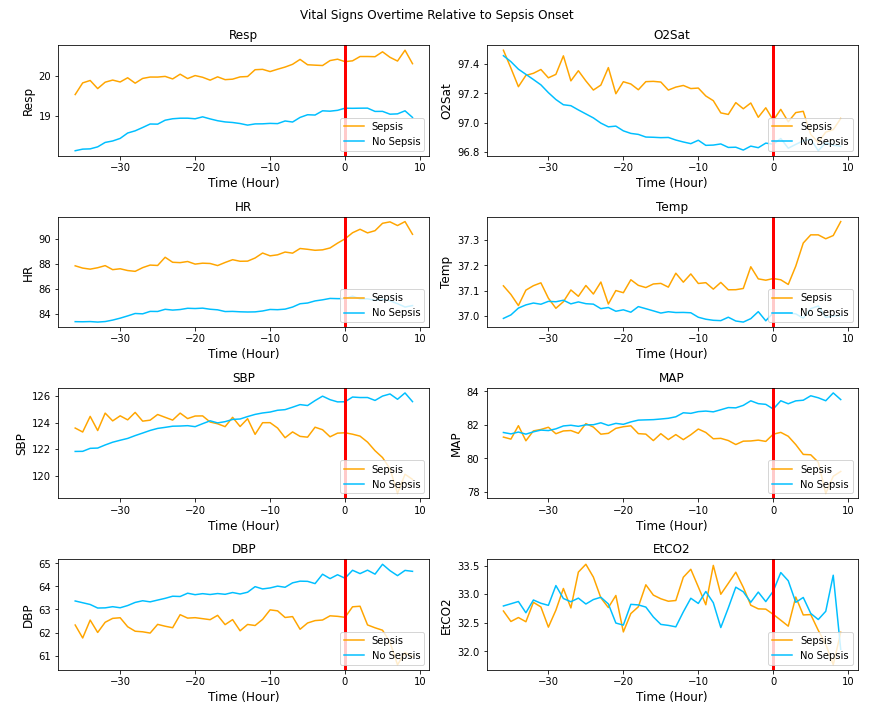 Vital Signs Overtime Relative to Sepsis Onset
Resp
Resp
20
19
−30 −20 −10 0 10
Time (Hour)
Sepsis
No Sepsis
O2Sat
O2Sat
97.4
97.2
97.0
96.8
−30 −20 −10 0 10
Time (Hour)
Sepsis
No Sepsis
HR
HR
90
88
86
84
−30 −20 −10 0 10
Time (Hour)
Sepsis
No Sepsis
Temp
Temp
37.3
37.2
37.1
37.0
−30 −20 −10 0 10
Time (Hour)
Sepsis
No Sepsis
SBP
SBP
126
124
122
120
−30 −20 −10 0 10
Time (Hour)
Sepsis
No Sepsis
MAP
MAP
84
82
80
78
−30 −20 −10 0 10
Time (Hour)
Sepsis
No Sepsis
DBP
DBP
65
64
63
62
61
−30 −20 −10 0 10
Time (Hour)
Sepsis
No Sepsis
EtCO2
EtCO2
33.5
33.0
32.5
32.0
−30 −20 −10 0 10
Time (Hour)
Sepsis
No Sepsis